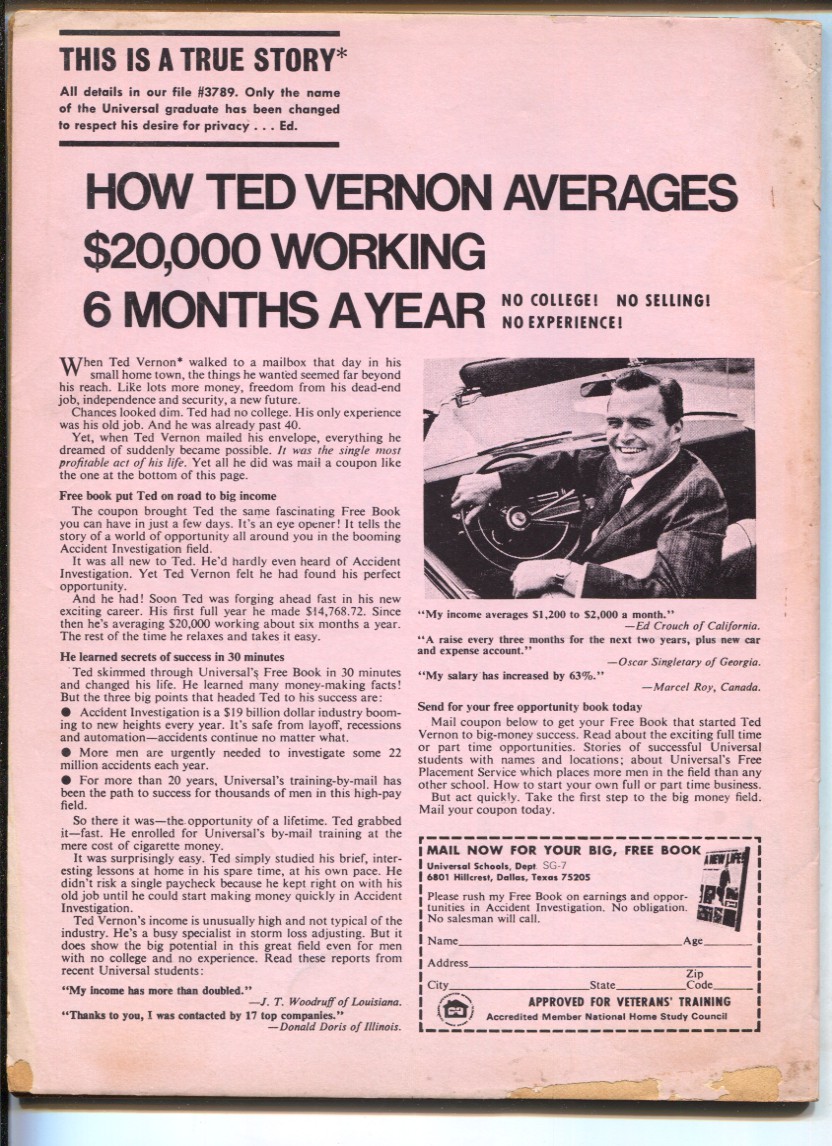 THIS IS A TRUE STORY*
All details in our file #3789. Only the name
of the Universal graduate has been changed
to respect his desire for privacy . . . Ed.
HOW TED VERNON AVERAGES
$20,000 WORKING
6 MONTHS A YEAR
NO COLLEGE! NO SELLING!
NO EXPERIENCE!
When Ted Vernon* walked to a mailbox that day in his
small home town, the things he wanted seemed far beyond
his reach. Like lots more money, freedom from his dead-end
job, independence and security, a new future.
Chances looked dim. Ted had no college. His only experience
was his old job. And he was already past 40.
Yet, when Ted Vernon mailed his envelope, everything he
dreamed of suddenly became possible. It was the single most
profitable act of his life. Yet all he did was mail a coupon like
the one at the bottom of this page.
Free book put Ted on road to big income
The coupon brought Ted the same fascinating Free Book
you can have in just a few days. It's an eye opener! It tells the
story of a world of opportunity all around you in the booming
Accident Investigation field.
It was all new to Ted. He'd hardly even heard of Accident
Investigation. Yet Ted Vernon felt he had found his perfect
opportunity.
And he had! Soon Ted was forging ahead fast in his new
exciting career. His first full year he made $14,768.72. Since
then he's averaging $20,000 working about six months a year.
The rest of the time he relaxes and takes it easy.
He learned secrets of success in 30 minutes
Ted skimmed through Universal's Free Book in 30 minutes
and changed his life. He learned many money-making facts!
But the three big points that headed Ted to his success are:
● Accident Investigation is a $19 billion dollar industry boom-
ing to new heights every year. It's safe from layoff, recessions
and automation—accidents continue no matter what.
● More men are urgently needed to investigate some 22
million accidents each year.
● For more than 20 years, Universal's training-by-mail has
been the path to success for thousands of men in this high-pay
field.
So there it was—the opportunity of a lifetime. Ted grabbed
it—fast. He enrolled for Universal's by-mail training at the
mere cost of cigarette money.
It was surprisingly easy. Ted simply studied his brief, inter-
esting lessons at home in his spare time, at his own pace. He
didn't risk a single paycheck because he kept right on with his
old job until he could start making money quickly in Accident
Investigation.
Ted Vernon's income is unusually high and not typical of the
industry. He's a busy specialist in storm loss adjusting. But it
does show the big potential in this great field even for men
with no college and no experience. Read these reports from
recent Universal students:
"My income has more than doubled."
—J. T. Woodruff of Louisiana.
"Thanks to you, I was contacted by 17 top companies."
—Donald Doris of Illinois.
"My income averages $1,200 to $2,000 a month."
—Ed Crouch of California.
"A raise every three months for the next two years, plus new car
and expense account."
—Oscar Singletary of Georgia.
"My salary has increased by 63%."
—Marcel Roy, Canada.
Send for your free opportunity book today
Mail coupon below to get your Free Book that started Ted
Vernon to big-money success. Read about the exciting full time
or part time opportunities. Stories of successful Universal
students with names and locations; about Universal's Free
Placement Service which places more men in the field than any
other school. How to start your own full or part time business.
But act quickly. Take the first step to the big money field.
Mail your coupon today.
MAIL NOW FOR YOUR BIG, FREE BOOK
Universal Schools, Dept. SG-7
6801 Hillcrest, Dallas, Texas 75205
Please rush my Free Book on earnings and oppor-
tunities in Accident Investigation. No obligation.
No salesman will call.
A NEW LIFE!
Name Age
Address
City State Zip Code
APPROVED FOR VETERANS' TRAINING
Accredited Member National Home Study Council